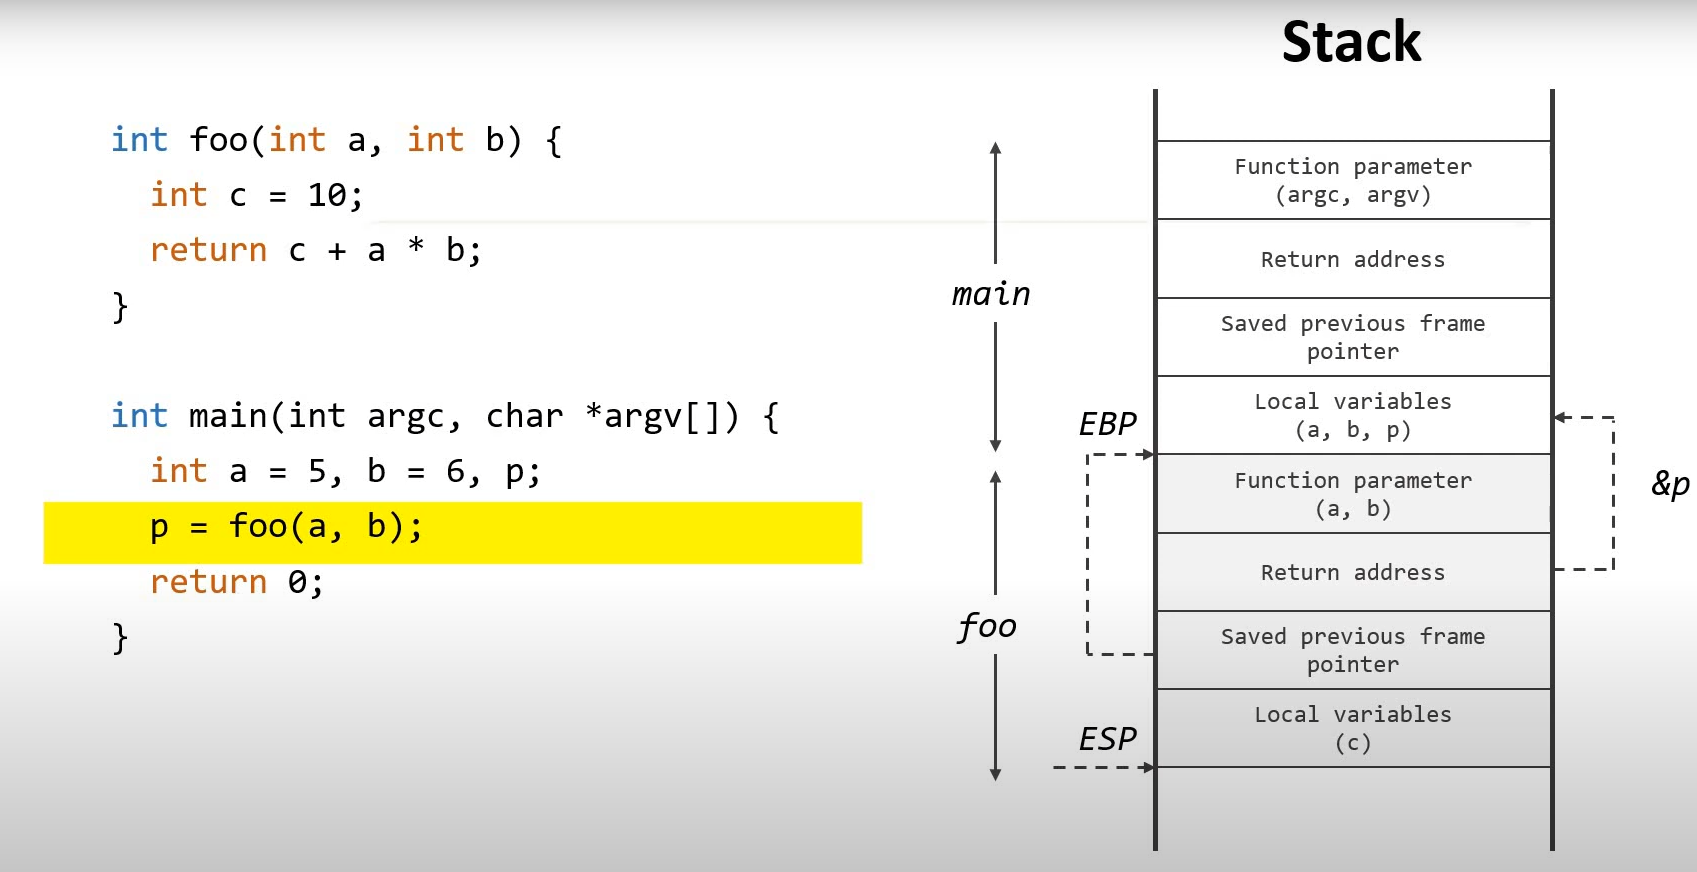 Stack
int foo(int a, int b) {
int c = 10;
return c + a * b;
}
int main(int argc, char *argv[]) {
int a = 5, b = 6, p;
p = foo(a, b);
return 0;
}
main
foo
EBP
ESP
Function parameter
(argc, argv)
Return address
Saved previous frame
pointer
Local variables
(a, b, p)
Function parameter
(a, b)
Return address
Saved previous frame
pointer
Local variables
(c)
&p